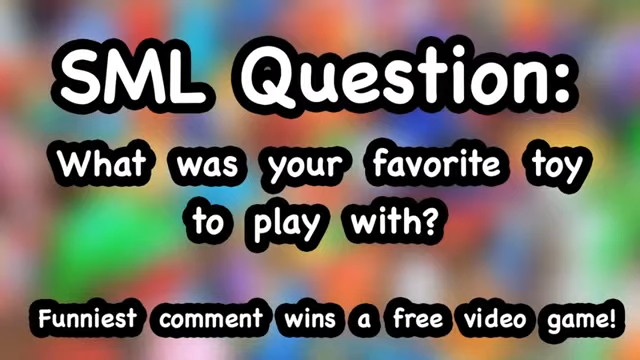 SML Question:
What was your favorite toy
to play with?
Funniest comment wins a free video game!